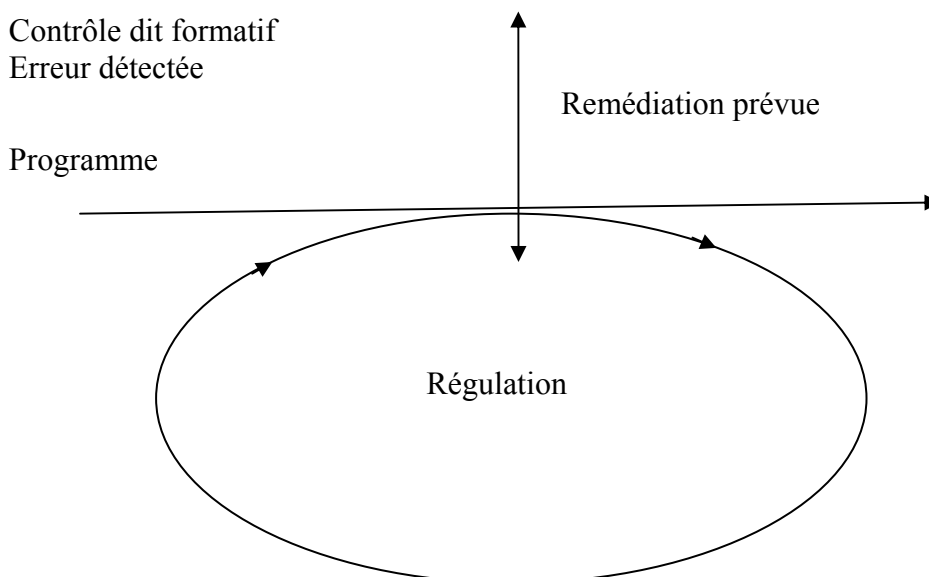 Contrôle dit formatif
Erreur détectée
Remédiation prévue
Programme
Régulation